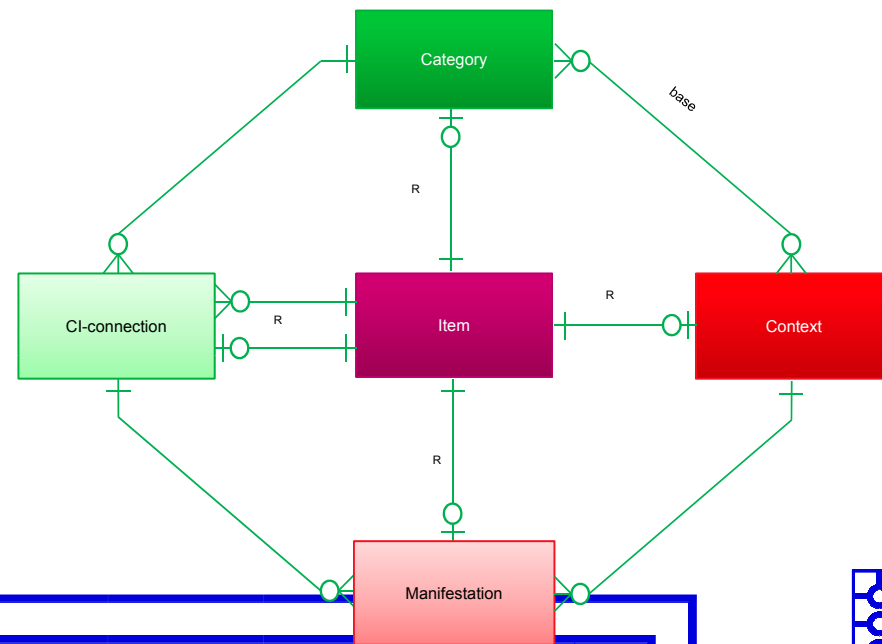 Category
base
R
R
R
CI-connection
Item
Context
R
Manifestation